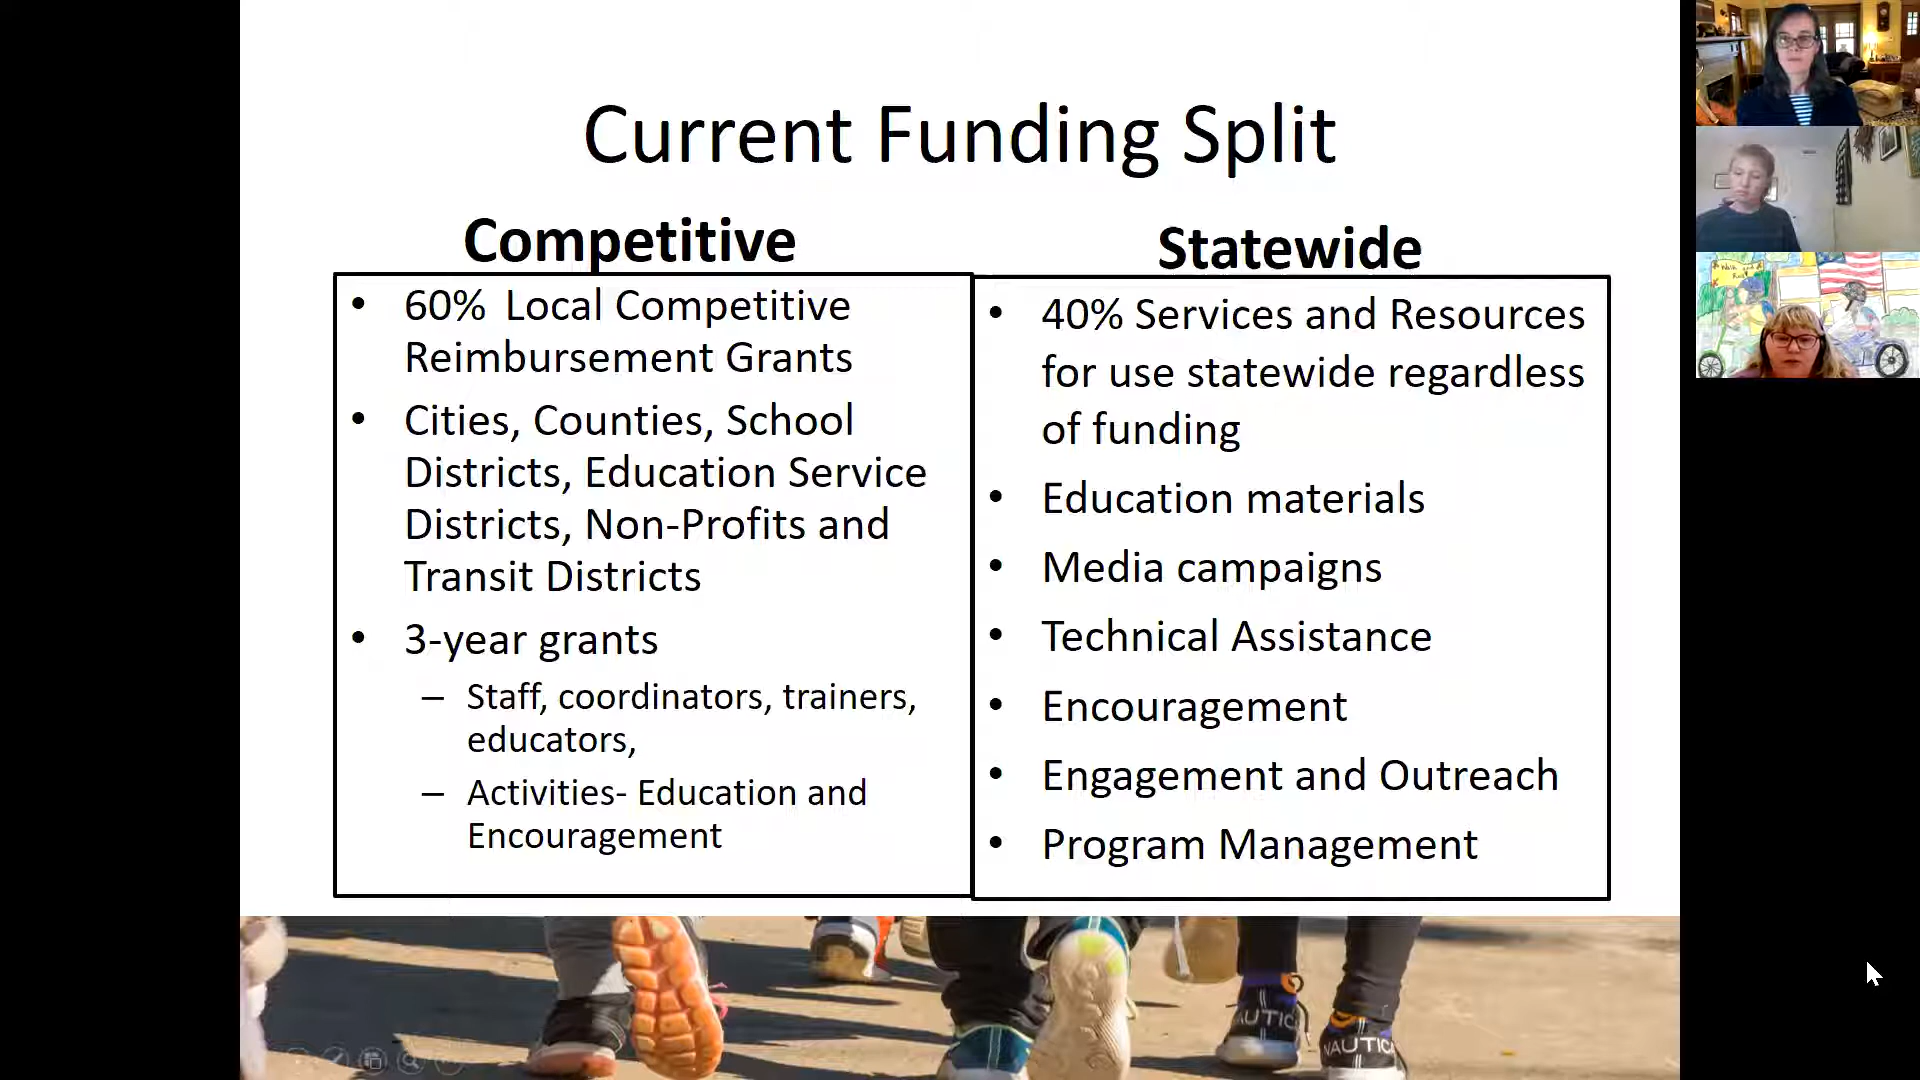 Current Funding Split
Competitive
• 60% Local Competitive
Reimbursement Grants
• Cities, Counties, School
Districts, Education Service
Districts, Non-Profits and
Transit Districts
• 3-year grants
– Staff, coordinators, trainers,
educators,
– Activities- Education and
Encouragement
Statewide
• 40% Services and Resources
for use statewide regardless
of funding
• Education materials
• Media campaigns
• Technical Assistance
• Encouragement
• Engagement and Outreach
• Program Management
NAUTICA